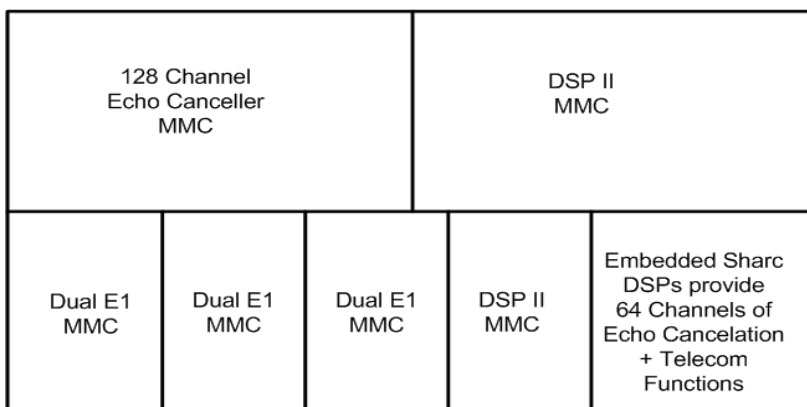 128 Channel
Echo Canceller
MMC
DSP II
MMC
Dual E1
MMC
Dual E1
MMC
Dual E1
MMC
DSP II
MMC
Embedded Sharc
DSPs provide
64 Channels of
Echo Cancelation
+ Telecom
Functions